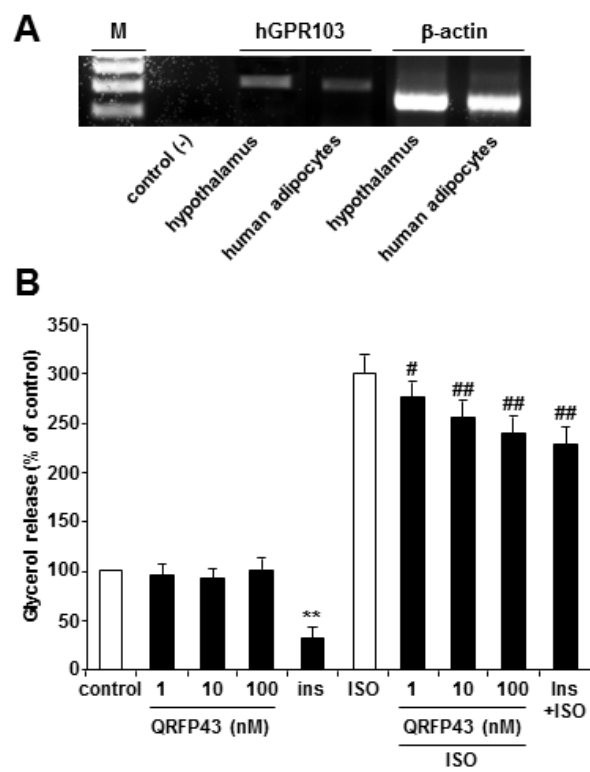 A
M hGPR103 β-actin
control (-)
hypothalamus
human adipocytes
hypothalamus
human adipocytes
B
Glycerol release (% of control)
350
300
250
200
150
100
50
0
# ## ## ##
**
control 1 10 100 ins ISO 1 10 100 Ins
+ISO
QRFP43 (nM) QRFP43 (nM)
ISO